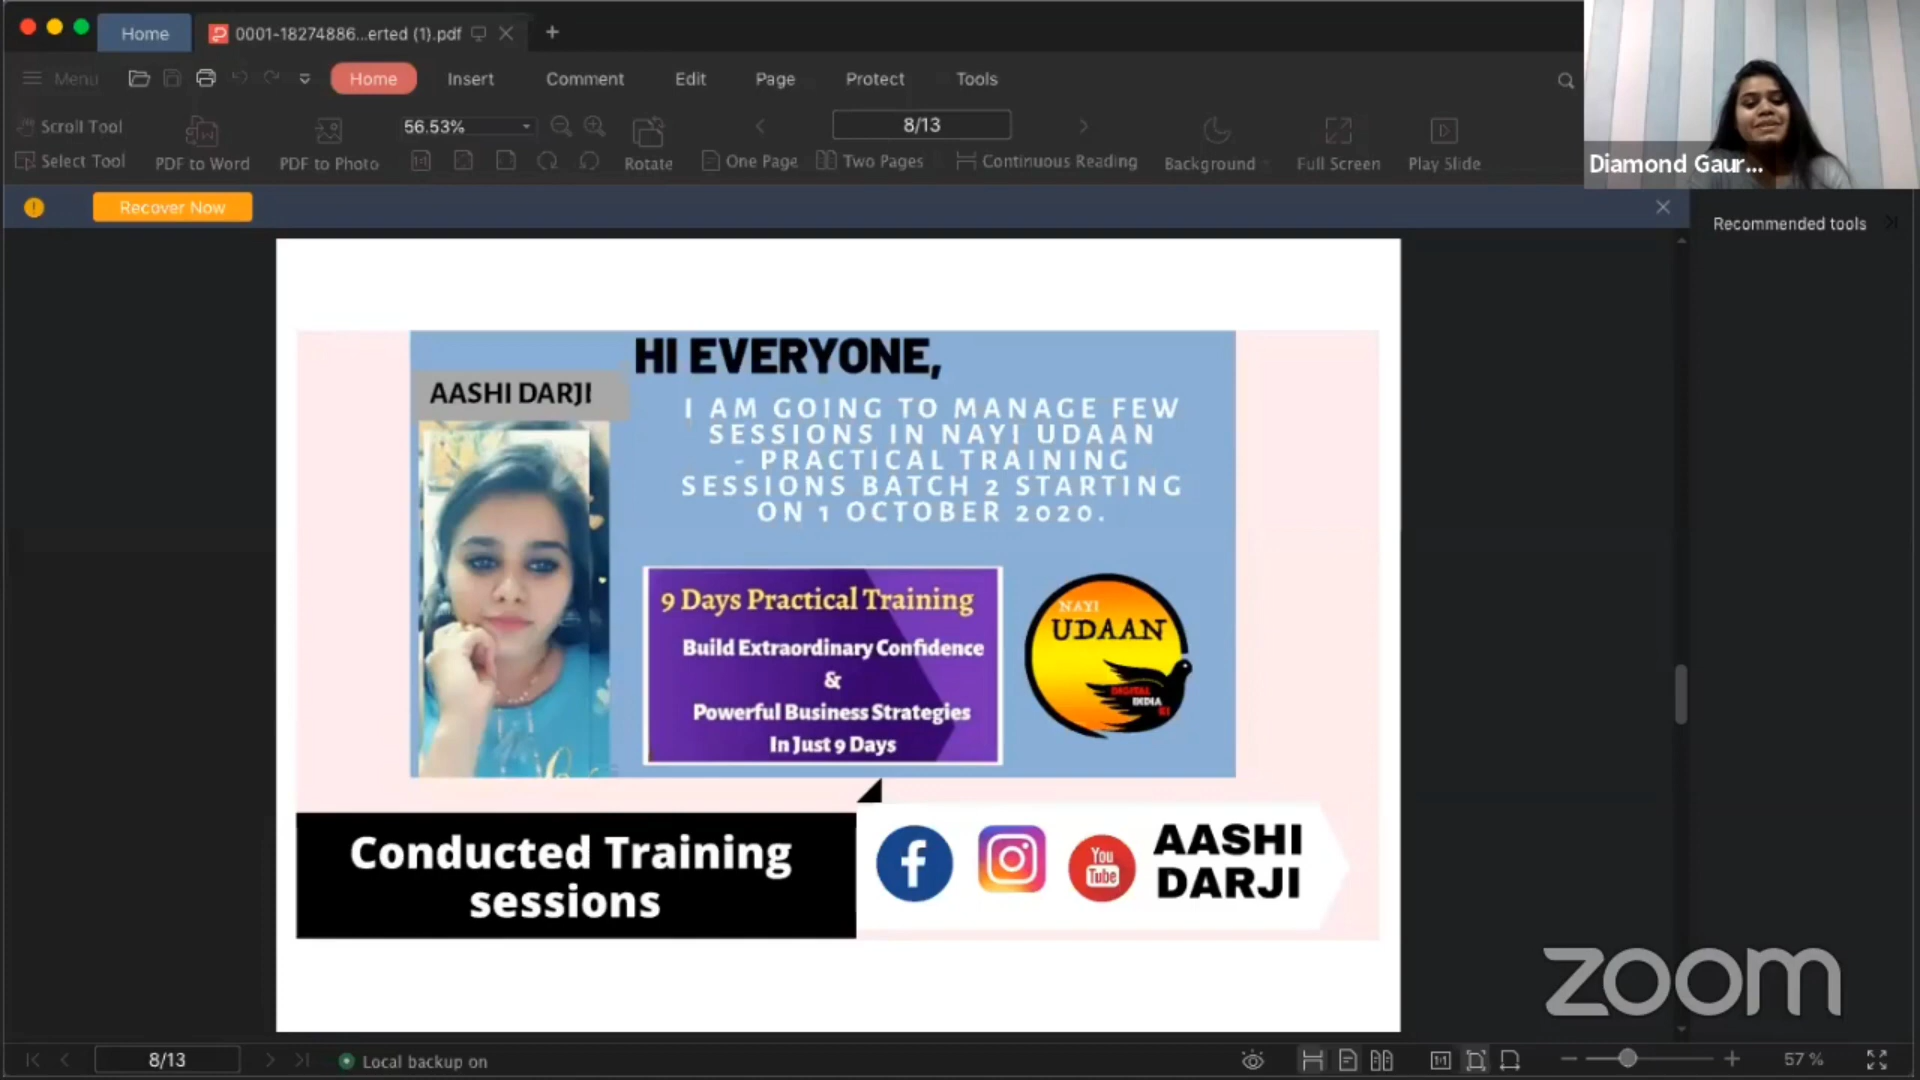 Home
0001-18274886...erted (1).pdf
Menu
Home
Insert
Comment
Edit
Page
Protect
Tools
Scroll Tool
Select Tool
PDF to Word
PDF to Photo
56.53%
Rotate
8/13
One Page
Two Pages
Continuous Reading
Background
Full Screen
Play Slide
Diamond Gaur...
Recover Now
Recommended tools
AASHI DARJI
HI EVERYONE,
I AM GOING TO MANAGE FEW
SESSIONS IN NAYI UDAAN
- PRACTICAL TRAINING
SESSIONS BATCH 2 STARTING
ON 1 OCTOBER 2020.
9 Days Practical Training
Build Extraordinary Confidence
&
Powerful Business Strategies
In Just 9 Days
NAYI
UDAAN
DIGITAL
INDIA
KI
Conducted Training
sessions
You
Tube
AASHI
DARJI
zoom
8/13
Local backup on
57 %